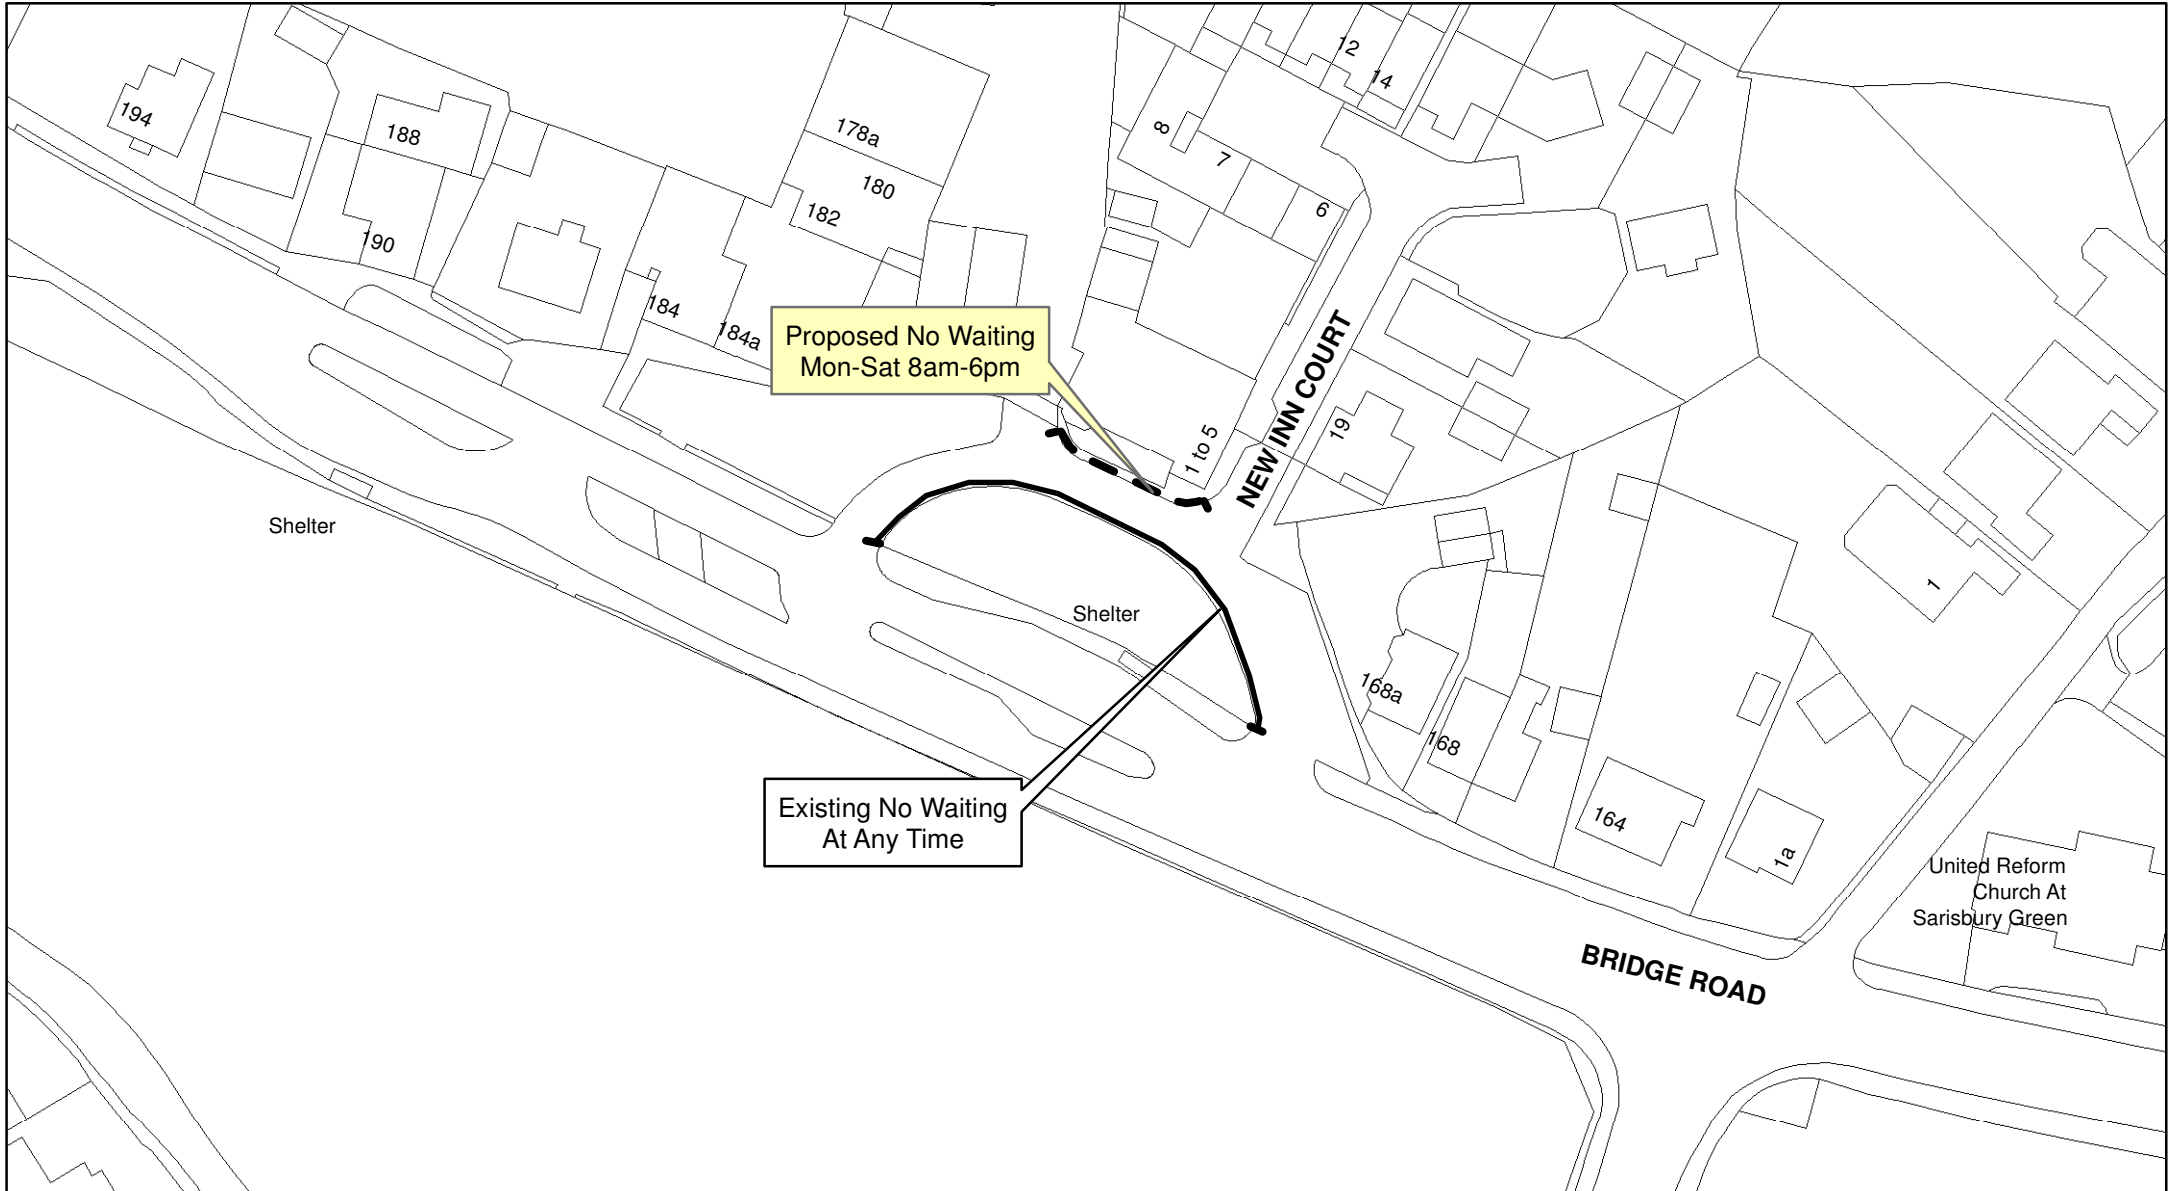 12
14
194
188
178a
8
7
180
182
6
190
184
184a
Proposed No Waiting
Mon-Sat 8am-6pm
NEW INN COURT
19
1 to 5
Shelter
Shelter
1
168a
168
Existing No Waiting
At Any Time
164
1a
United Reform
Church At
Sarisbury Green
BRIDGE ROAD